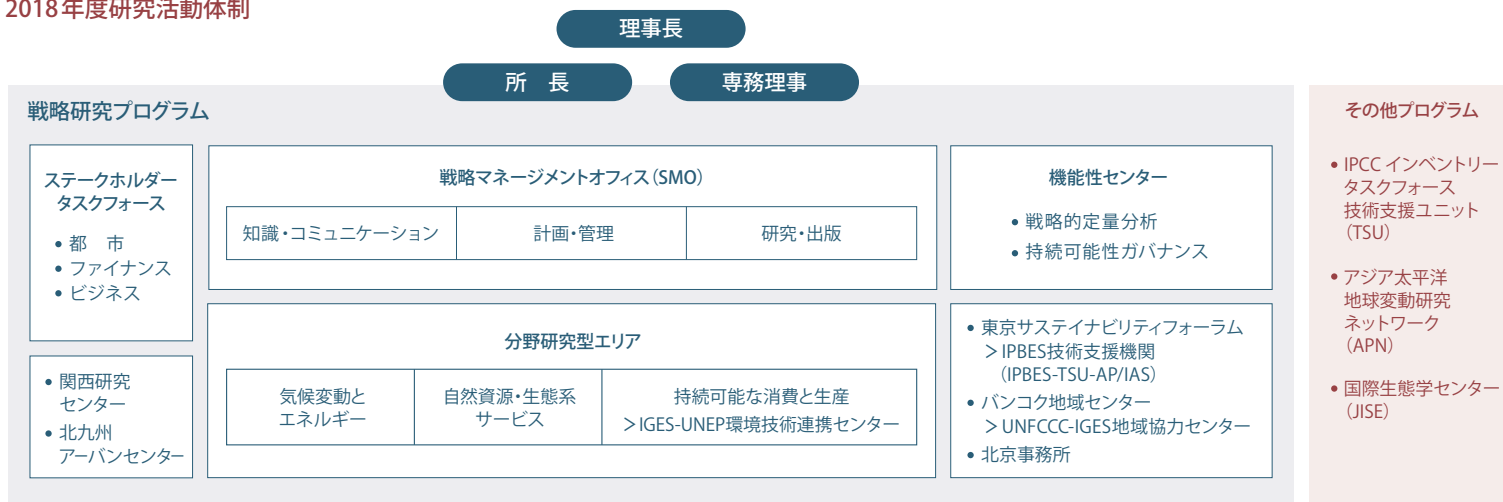 2018年度研究活動体制
理事長
所　長
専務理事
戦略研究プログラム
ステークホルダー
タスクフォース
• 都　市
• ファイナンス
• ビジネス
• 関西研究
センター
• 北九州
アーバンセンター
戦略マネージメントオフィス（SMO）
知識・コミュニケーション
計画・管理
研究・出版
分野研究型エリア
気候変動と
エネルギー
自然資源・生態系
サービス
持続可能な消費と生産
＞IGES-UNEP環境技術連携センター
機能性センター
• 戦略的定量分析
• 持続可能性ガバナンス
• 東京サステイナビリティフォーラム
＞IPBES技術支援機関
（IPBES-TSU-AP/IAS）
• バンコク地域センター
＞UNFCCC-IGES地域協力センター
• 北京事務所
その他プログラム
• IPCC インベントリー
タスクフォース
技術支援ユニット
（TSU）
• アジア太平洋
地球変動研究
ネットワーク
（APN）
• 国際生態学センター
（JISE）